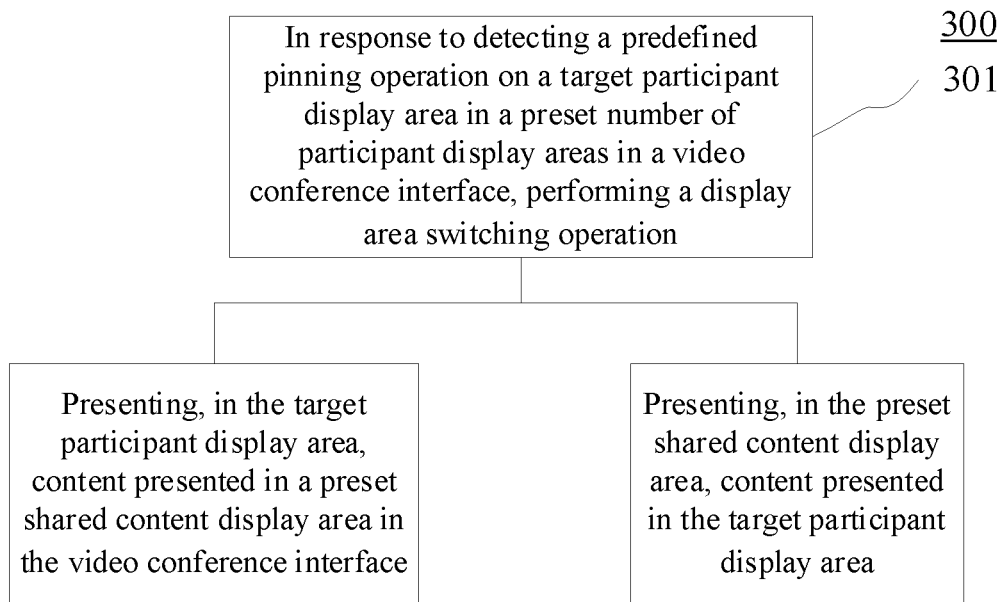 In response to detecting a predefined
pinning operation on a target participant
display area in a preset number of
participant display areas in a video
conference interface, performing a display
area switching operation
300
301
Presenting, in the target
participant display area,
content presented in a preset
shared content display area in
the video conference interface
Presenting, in the preset
shared content display
area, content presented
in the target participant
display area